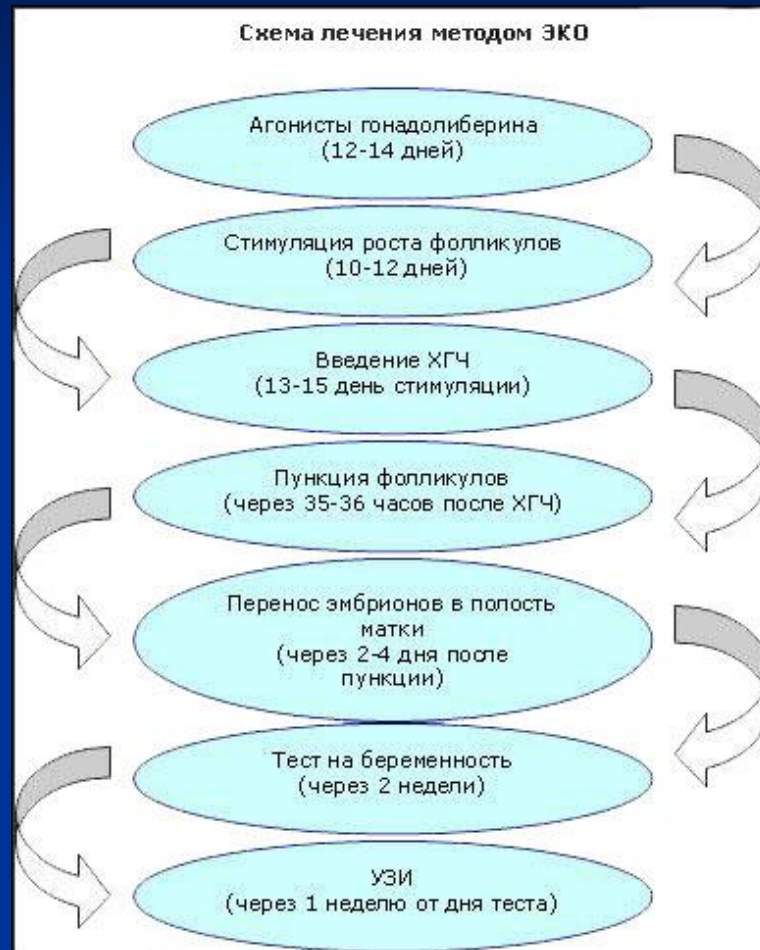 Схема лечения методом ЭКО
Агонисты гонадолиберина
(12-14 дней)
Стимуляция роста фолликулов
(10-12 дней)
Введение ХГЧ
(13-15 день стимуляции)
Пункция фолликулов
(через 35-36 часов после ХГЧ)
Перенос эмбрионов в полость
матки
(через 2-4 дня после
пункции)
Тест на беременность
(через 2 недели)
УЗИ
(через 1 неделю от дня теста)